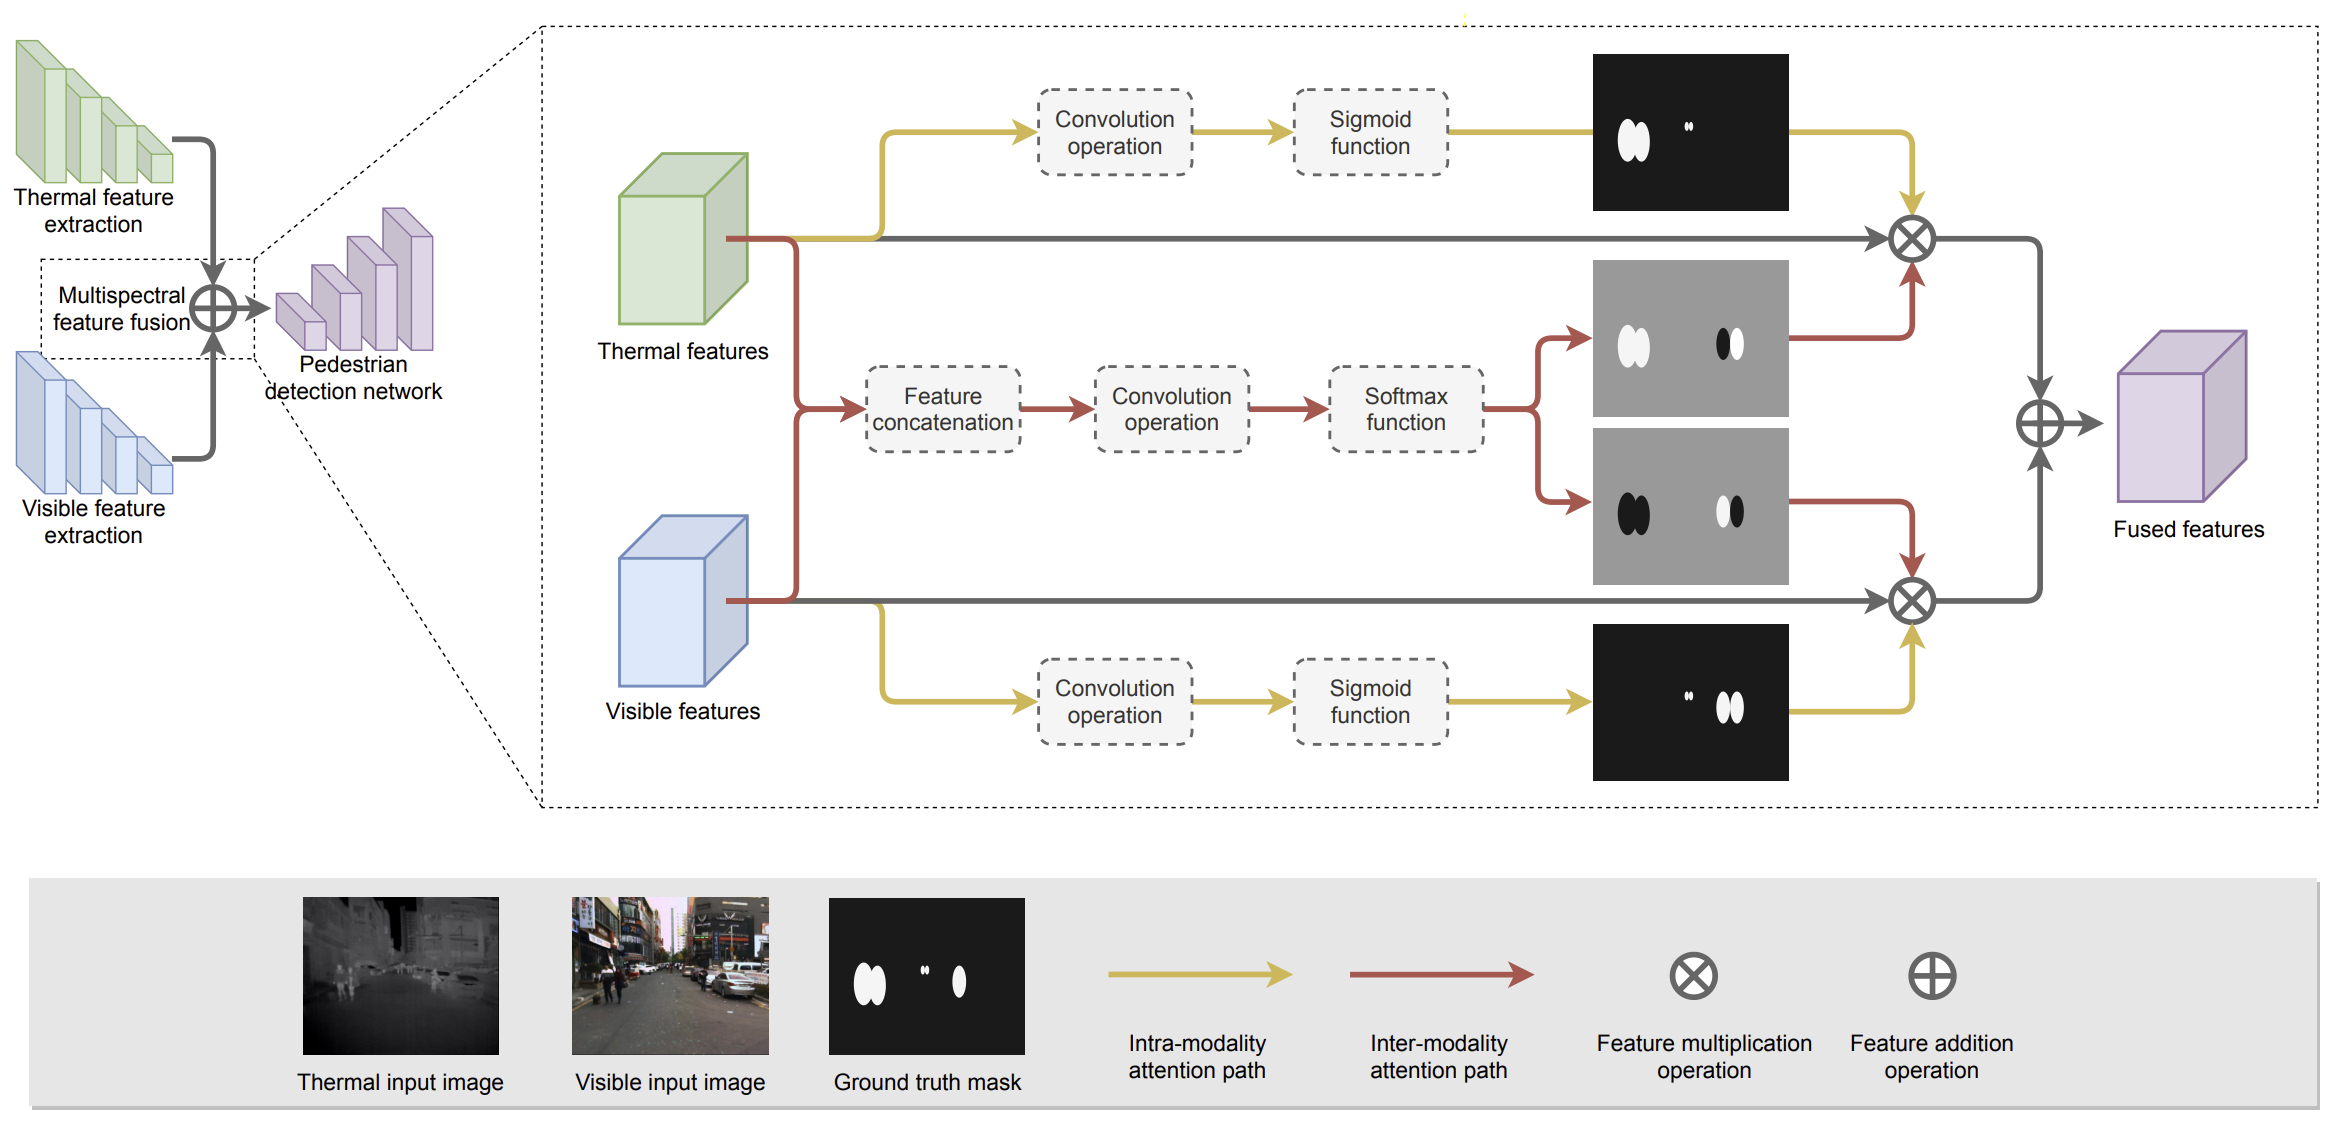 Thermal feature
extraction
Multispectral
feature fusion
Pedestrian
detection network
Visible feature
extraction
Convolution
operation
Sigmoid
function
Thermal features
Feature
concatenation
Convolution
operation
Softmax
function
Fused features
Visible features
Convolution
operation
Sigmoid
function
Thermal input image
Visible input image
Ground truth mask
Intra-modality
attention path
Inter-modality
attention path
Feature multiplication
operation
Feature addition
operation